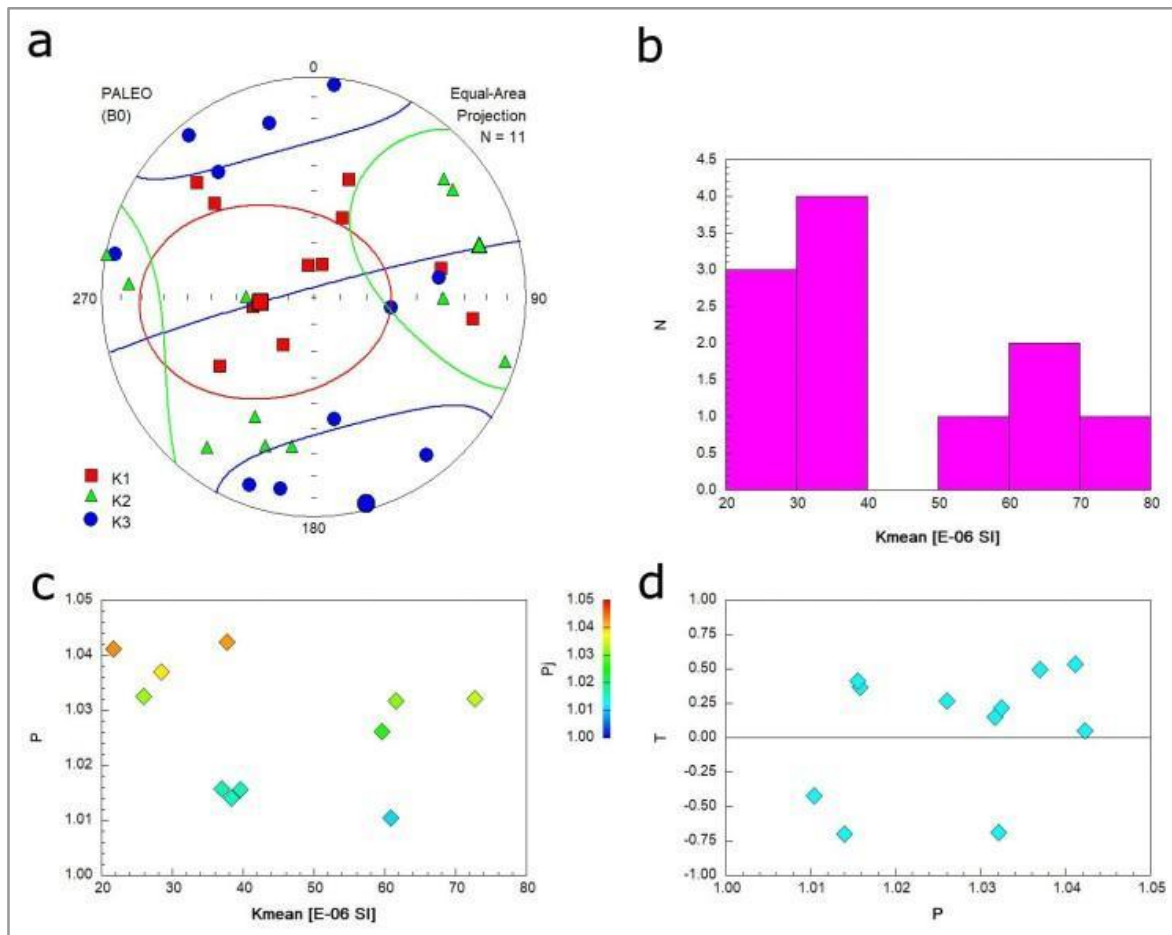 a
0
PALEO
(B0)
Equal-Area
Projection
N = 11
270
90
180
K1
K2
K3
b
4.5
4.0
3.5
3.0
2.5
2.0
1.5
1.0
0.5
0.0
N
20 30 40 50 60 70 80
Kmean [E-06 SI]
c
1.05
1.04
1.03
1.02
1.01
1.00
P
20 30 40 50 60 70 80
Kmean [E-06 SI]
Pj
1.05
1.04
1.03
1.02
1.01
1.00
d
1.00
0.75
0.50
0.25
0.00
-0.25
-0.50
-0.75
-1.00
T
1.00 1.01 1.02 1.03 1.04 1.05
P